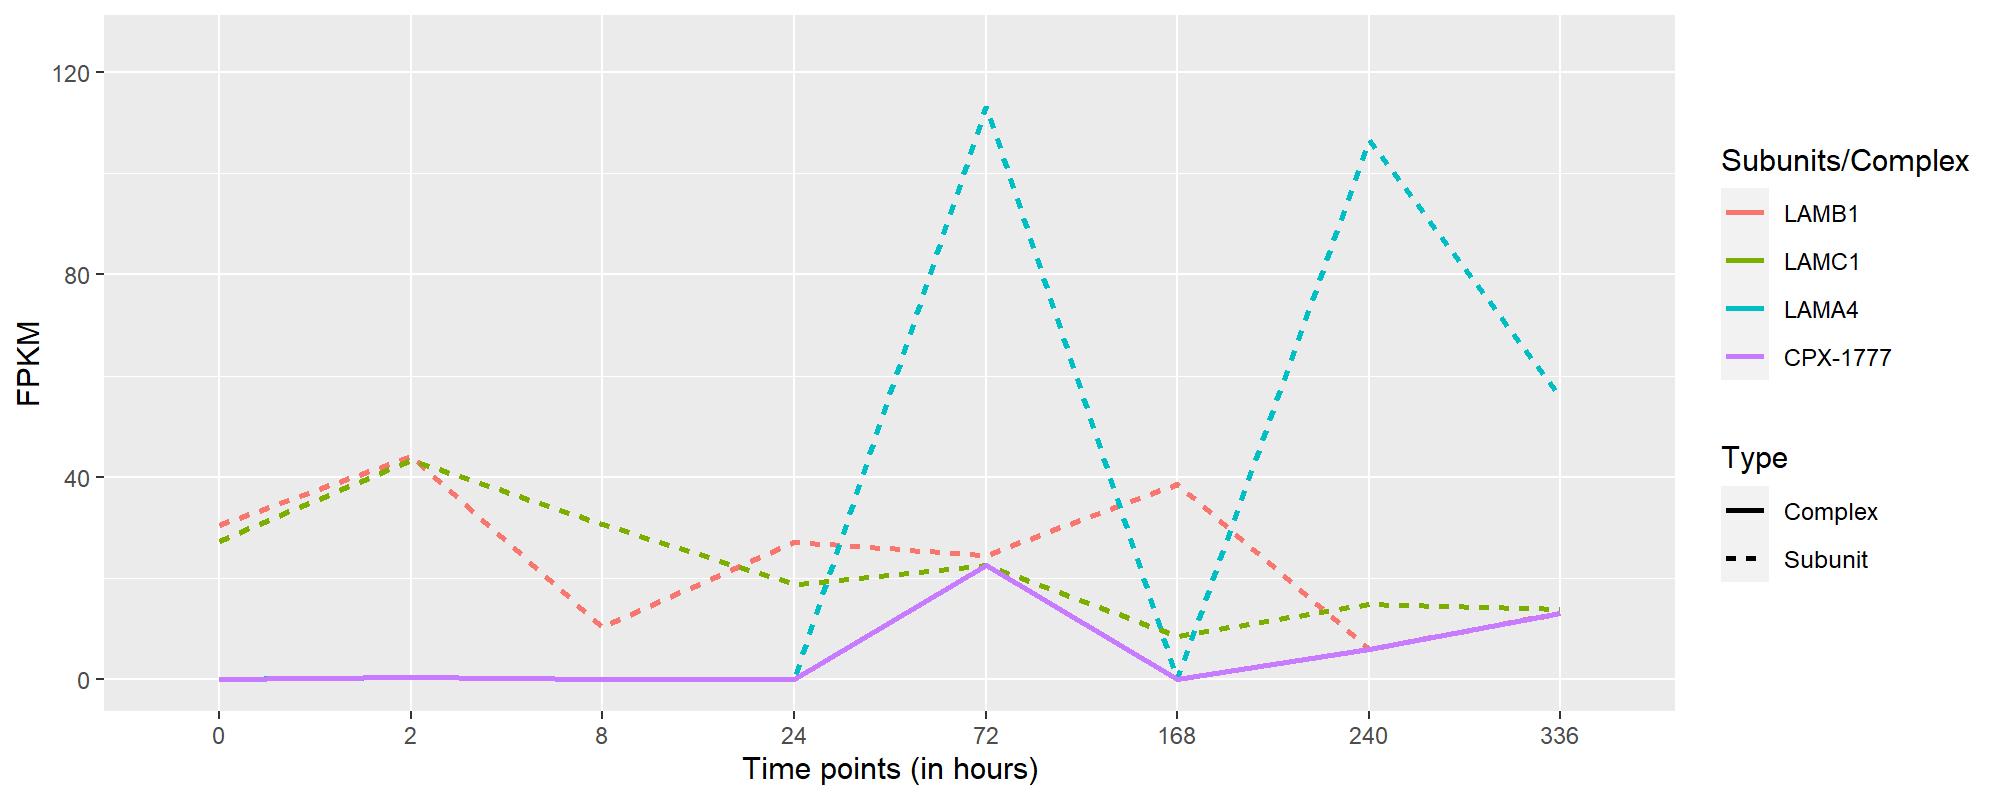 120
80
40
0
FPKM
0 2 8 24 72 168 240 336
Time points (in hours)
Subunits/Complex
LAMB1
LAMC1
LAMA4
CPX-1777
Type
Complex
Subunit